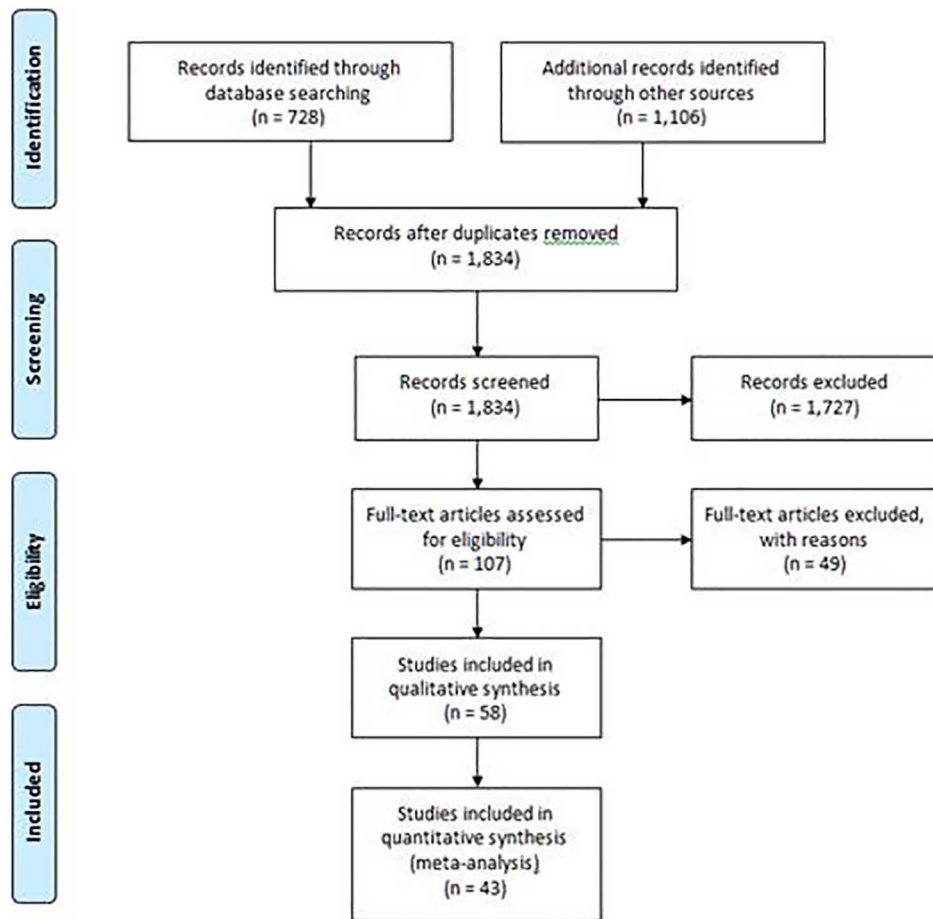 Identification
Records identified through
database searching
(n = 728)
Additional records identified
through other sources
(n = 1,106)
Records after duplicates removed
(n = 1,834)
Screening
Records screened
(n = 1,834)
Records excluded
(n = 1,727)
Eligibility
Full-text articles assessed
for eligibility
(n = 107)
Full-text articles excluded,
with reasons
(n = 49)
Studies included in
qualitative synthesis
(n = 58)
Included
Studies included in
quantitative synthesis
(meta-analysis)
(n = 43)